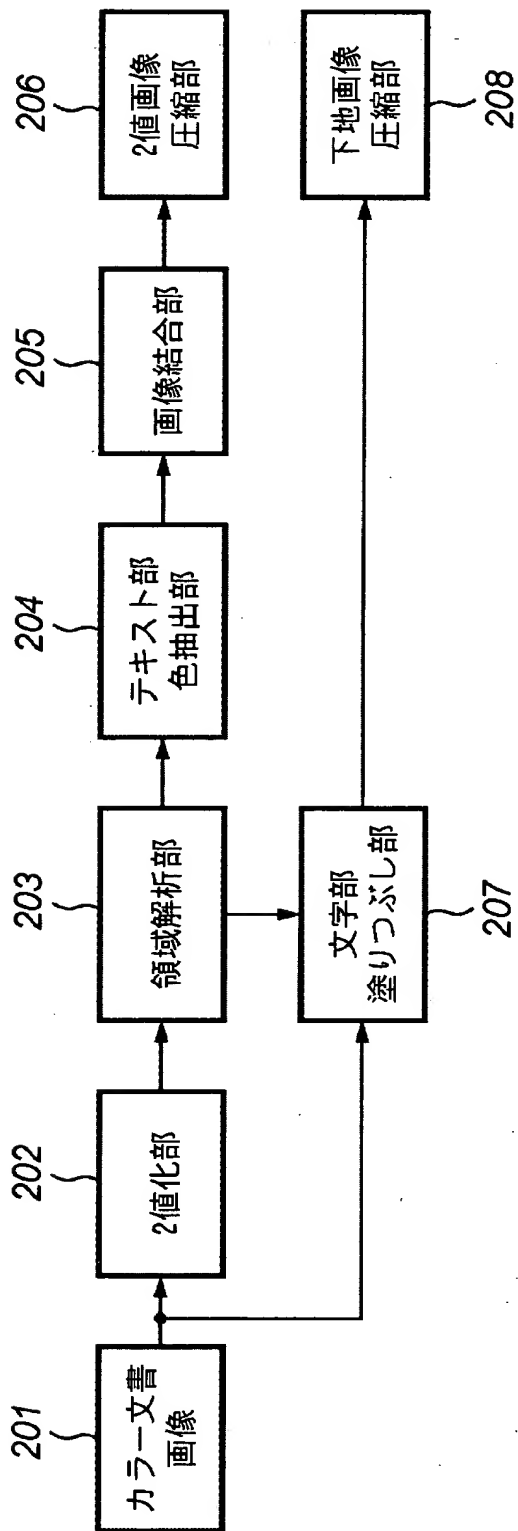 201
カラー文書
画像
202
2値化部
203
領域解析部
204
テキスト部
色抽出部
205
画像結合部
206
2値画像
圧縮部
207
文字部
塗りつぶし部
208
下地画像
圧縮部